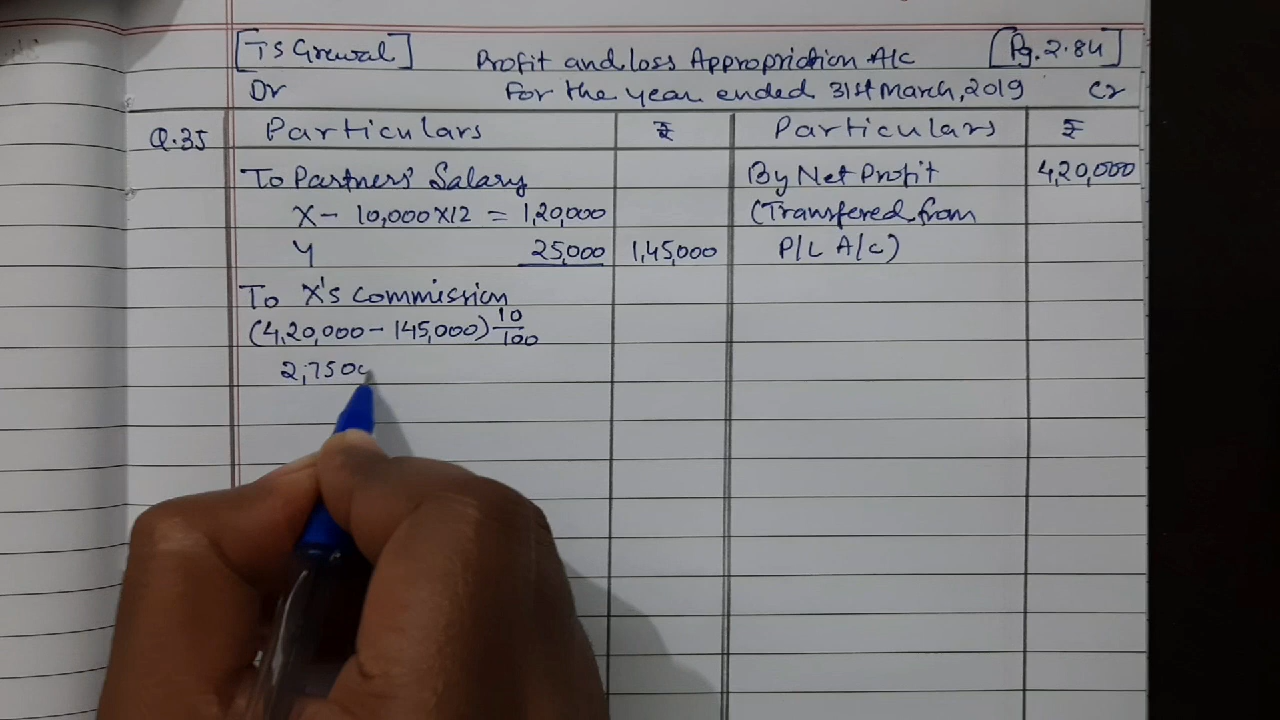 [TS Grewal] Profit and loss Appropriation A/c [Pg. 2.84]
Dr For the year ended 31st March, 2019 Cr
Q.35 Particulars ₹ Particulars ₹
To Partners' Salary By Net Profit 4,20,000
X - 10,000 X 12 = 1,20,000 (Transfered from
Y 25,000 1,45,000 P/L A/c)
To X's Commission
(4,20,000 - 145,000) 10/100
2,750